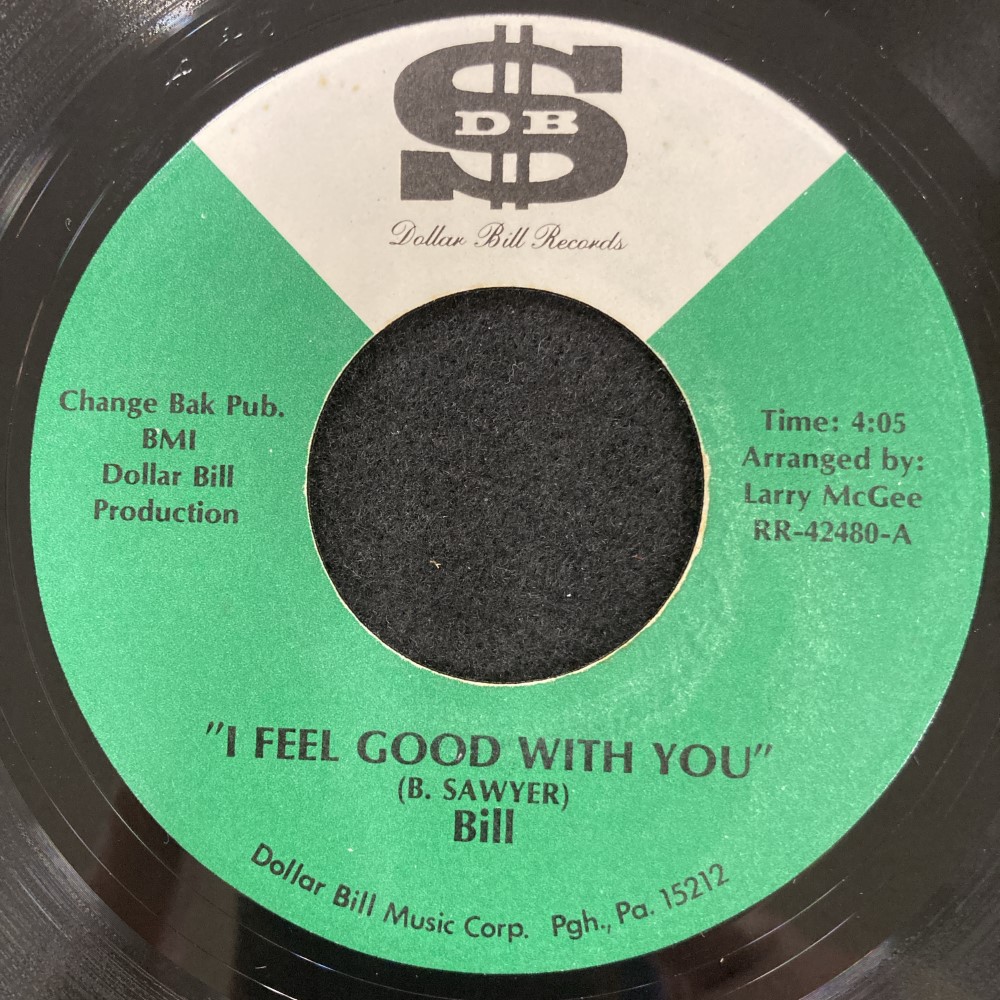 DB
Dollar Bill Records
Change Bak Pub.
BMI
Dollar Bill
Production
Time: 4:05
Arranged by:
Larry McGee
RR-42480-A
"I FEEL GOOD WITH YOU"
(B. SAWYER)
Bill
Dollar Bill Music Corp. Pgh., Pa. 15212